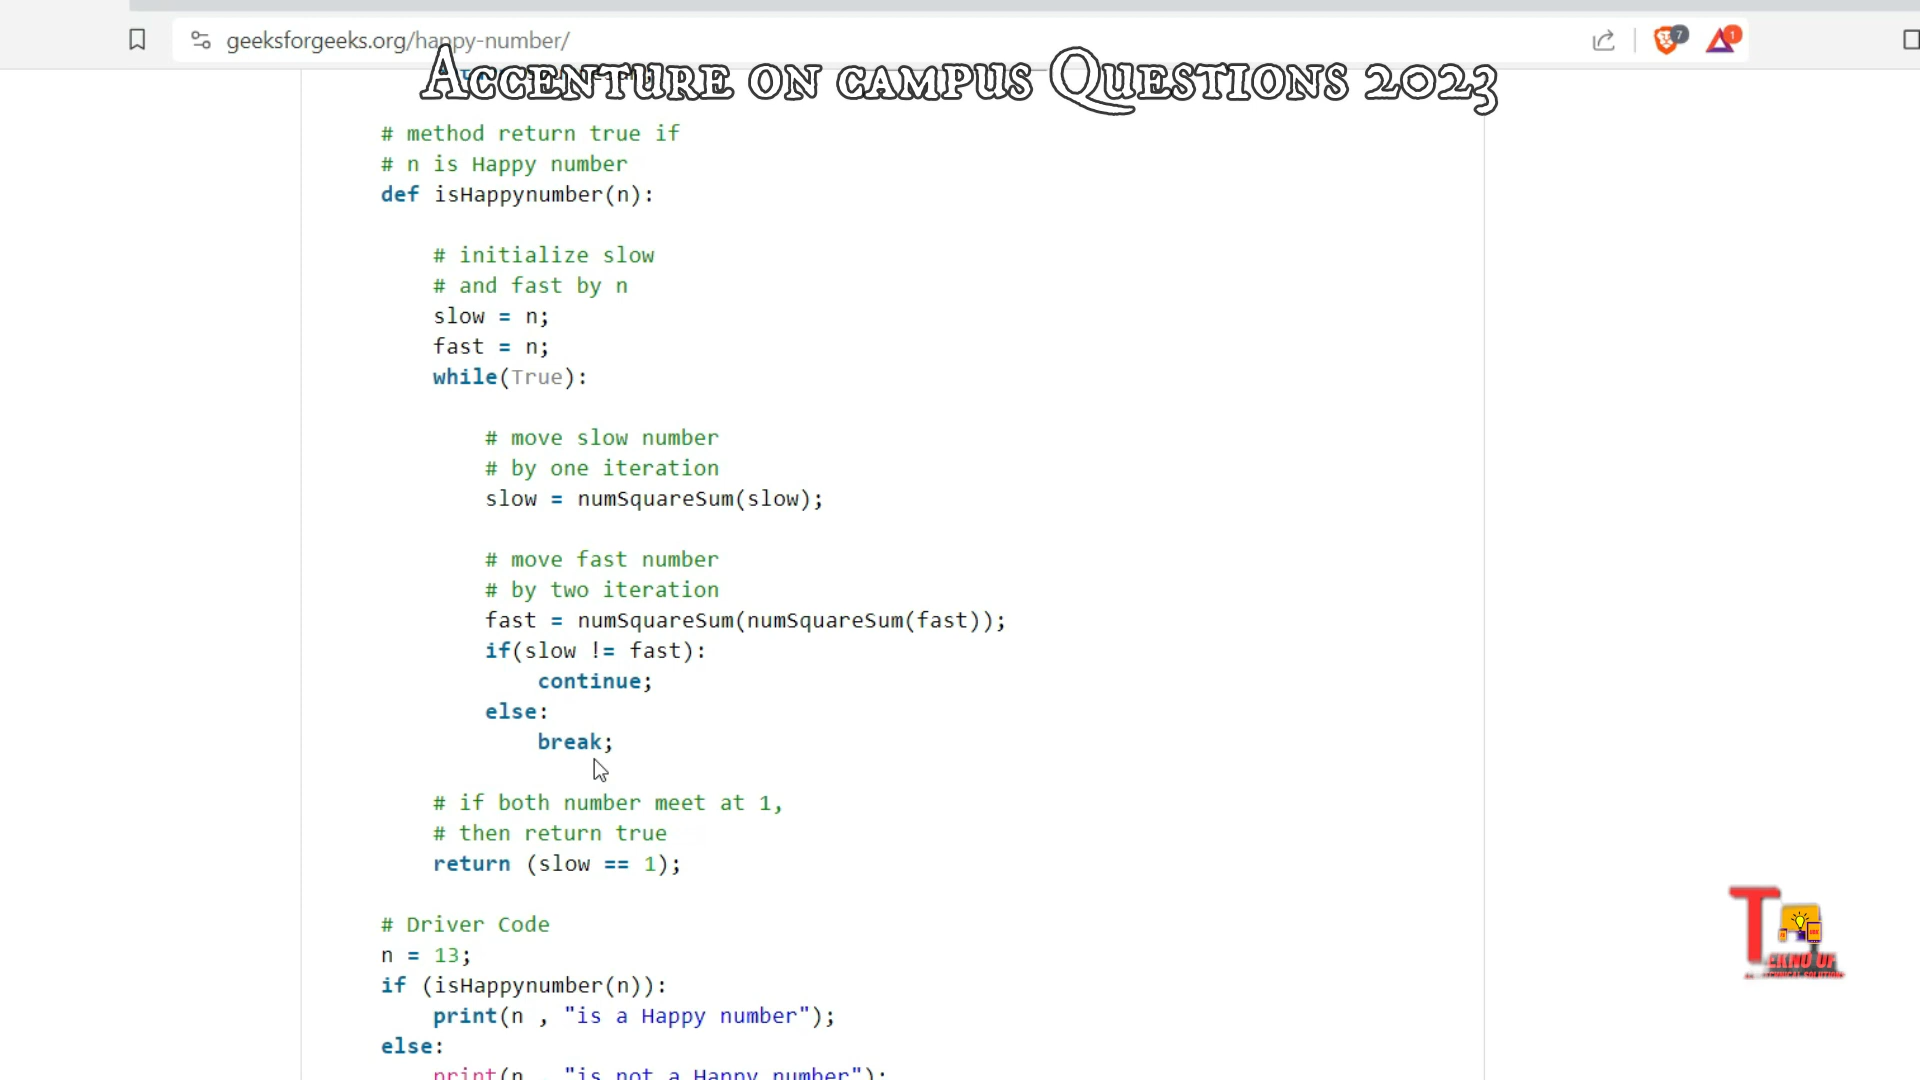 geeksforgeeks.org/happy-number/
7
1
Accenture on campus Questions 2023
# method return true if
# n is Happy number
def isHappynumber(n):
# initialize slow
# and fast by n
slow = n;
fast = n;
while(True):
# move slow number
# by one iteration
slow = numSquareSum(slow);
# move fast number
# by two iteration
fast = numSquareSum(numSquareSum(fast));
if(slow != fast):
continue;
else:
break;
# if both number meet at 1,
# then return true
return (slow == 1);
# Driver Code
n = 13;
if (isHappynumber(n)):
print(n , "is a Happy number");
else:
print(n , "is not a Happy number");